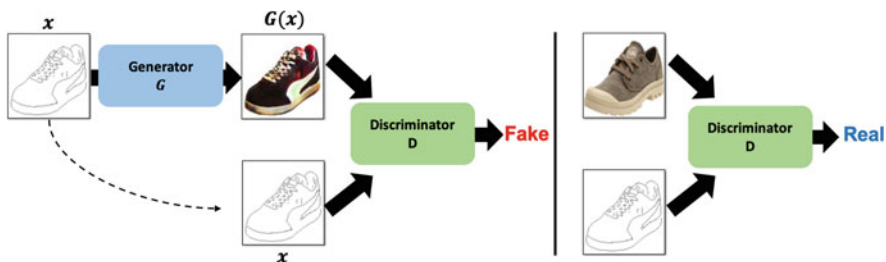 x
G(x)
Generator
G
Discriminator
D
Fake
x
Discriminator
D
Real